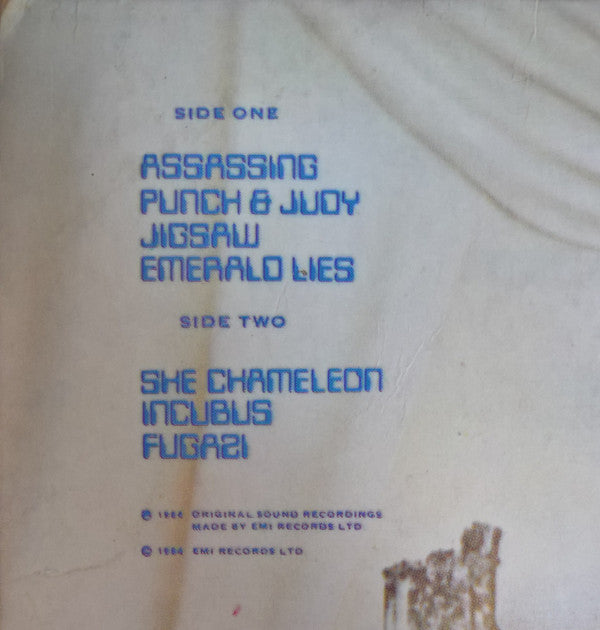 SIDE ONE
ASSASSING
PUNCH & JUDY
JIGSAW
EMERALD LIES
SIDE TWO
SHE CHAMELEON
INCUBUS
FUGAZI
℗ 1984 ORIGINAL SOUND RECORDINGS
MADE BY EMI RECORDS LTD
© 1984 EMI RECORDS LTD